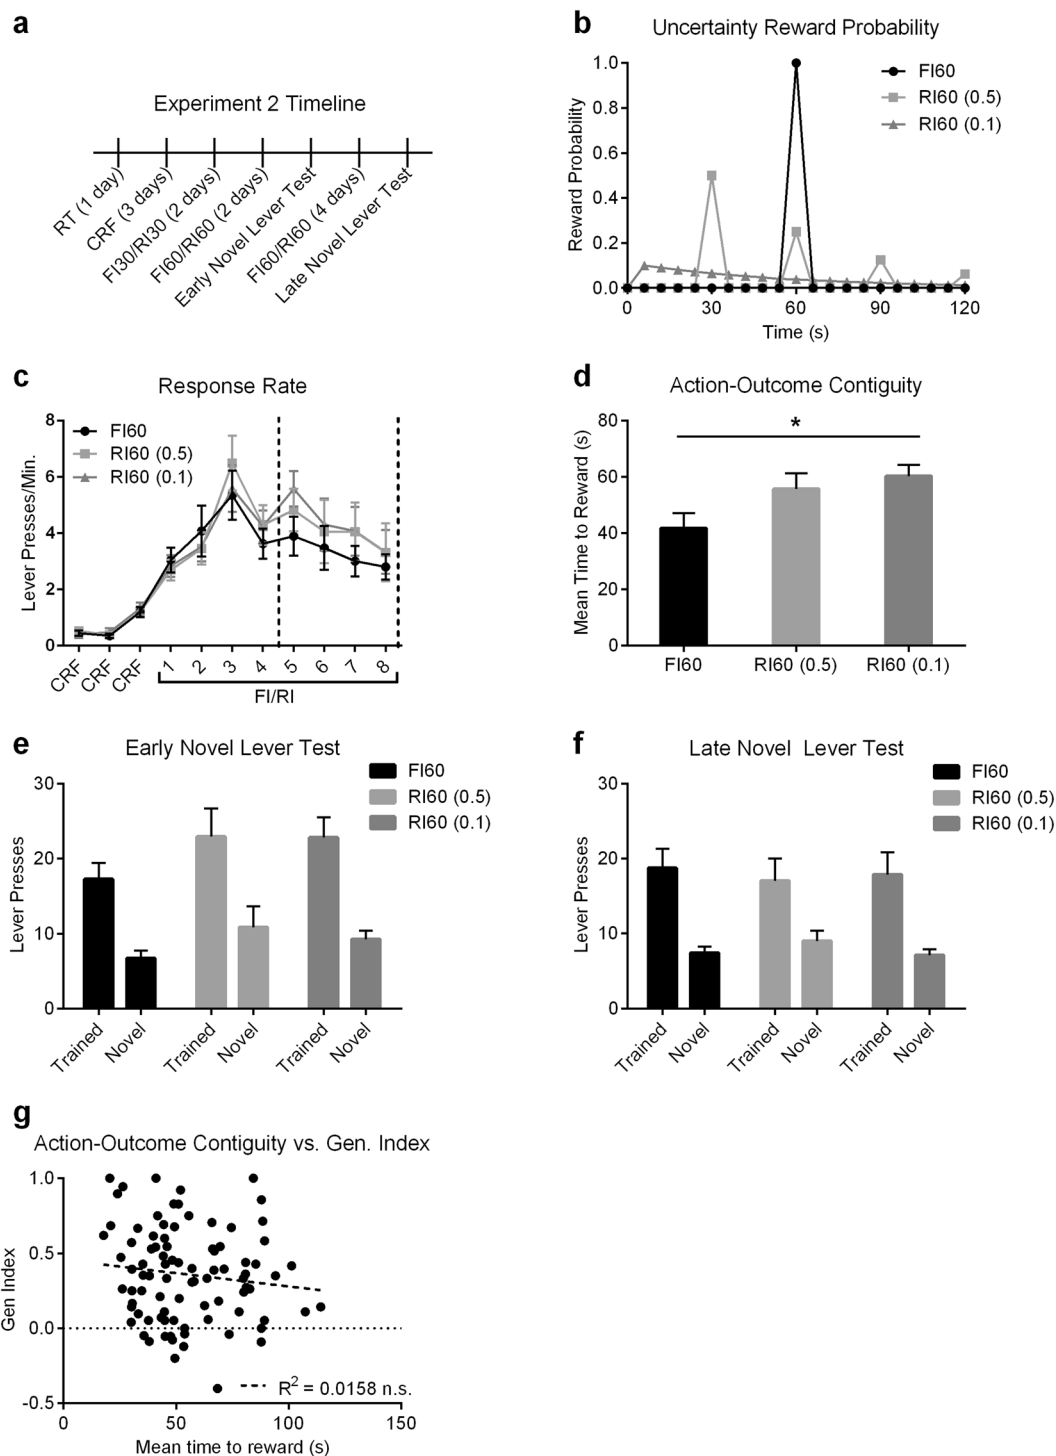 a
Experiment 2 Timeline
RT (1 day)
CRF (3 days)
FI30/RI30 (2 days)
FI60/RI60 (2 days)
Early Novel Lever Test
FI60/RI60 (4 days)
Late Novel Lever Test
b
Uncertainty Reward Probability
Reward Probability
1.0
0.8
0.6
0.4
0.2
0.0
FI60
RI60 (0.5)
RI60 (0.1)
0 30 60 90 120
Time (s)
c
Response Rate
Lever Presses/Min.
8
6
4
2
0
FI60
RI60 (0.5)
RI60 (0.1)
CRF CRF CRF 1 2 3 4 5 6 7 8
FI/RI
d
Action-Outcome Contiguity
Mean Time to Reward (s)
80
60
40
20
0
*
FI60 RI60 (0.5) RI60 (0.1)
e
Early Novel Lever Test
FI60
RI60 (0.5)
RI60 (0.1)
Lever Presses
30
20
10
0
Trained Novel Trained Novel Trained Novel
f
Late Novel Lever Test
FI60
RI60 (0.5)
RI60 (0.1)
Lever Presses
30
20
10
0
Trained Novel Trained Novel Trained Novel
g
Action-Outcome Contiguity vs. Gen. Index
Gen Index
1.0
0.5
0.0
-0.5
R² = 0.0158 n.s.
0 50 100 150
Mean time to reward (s)